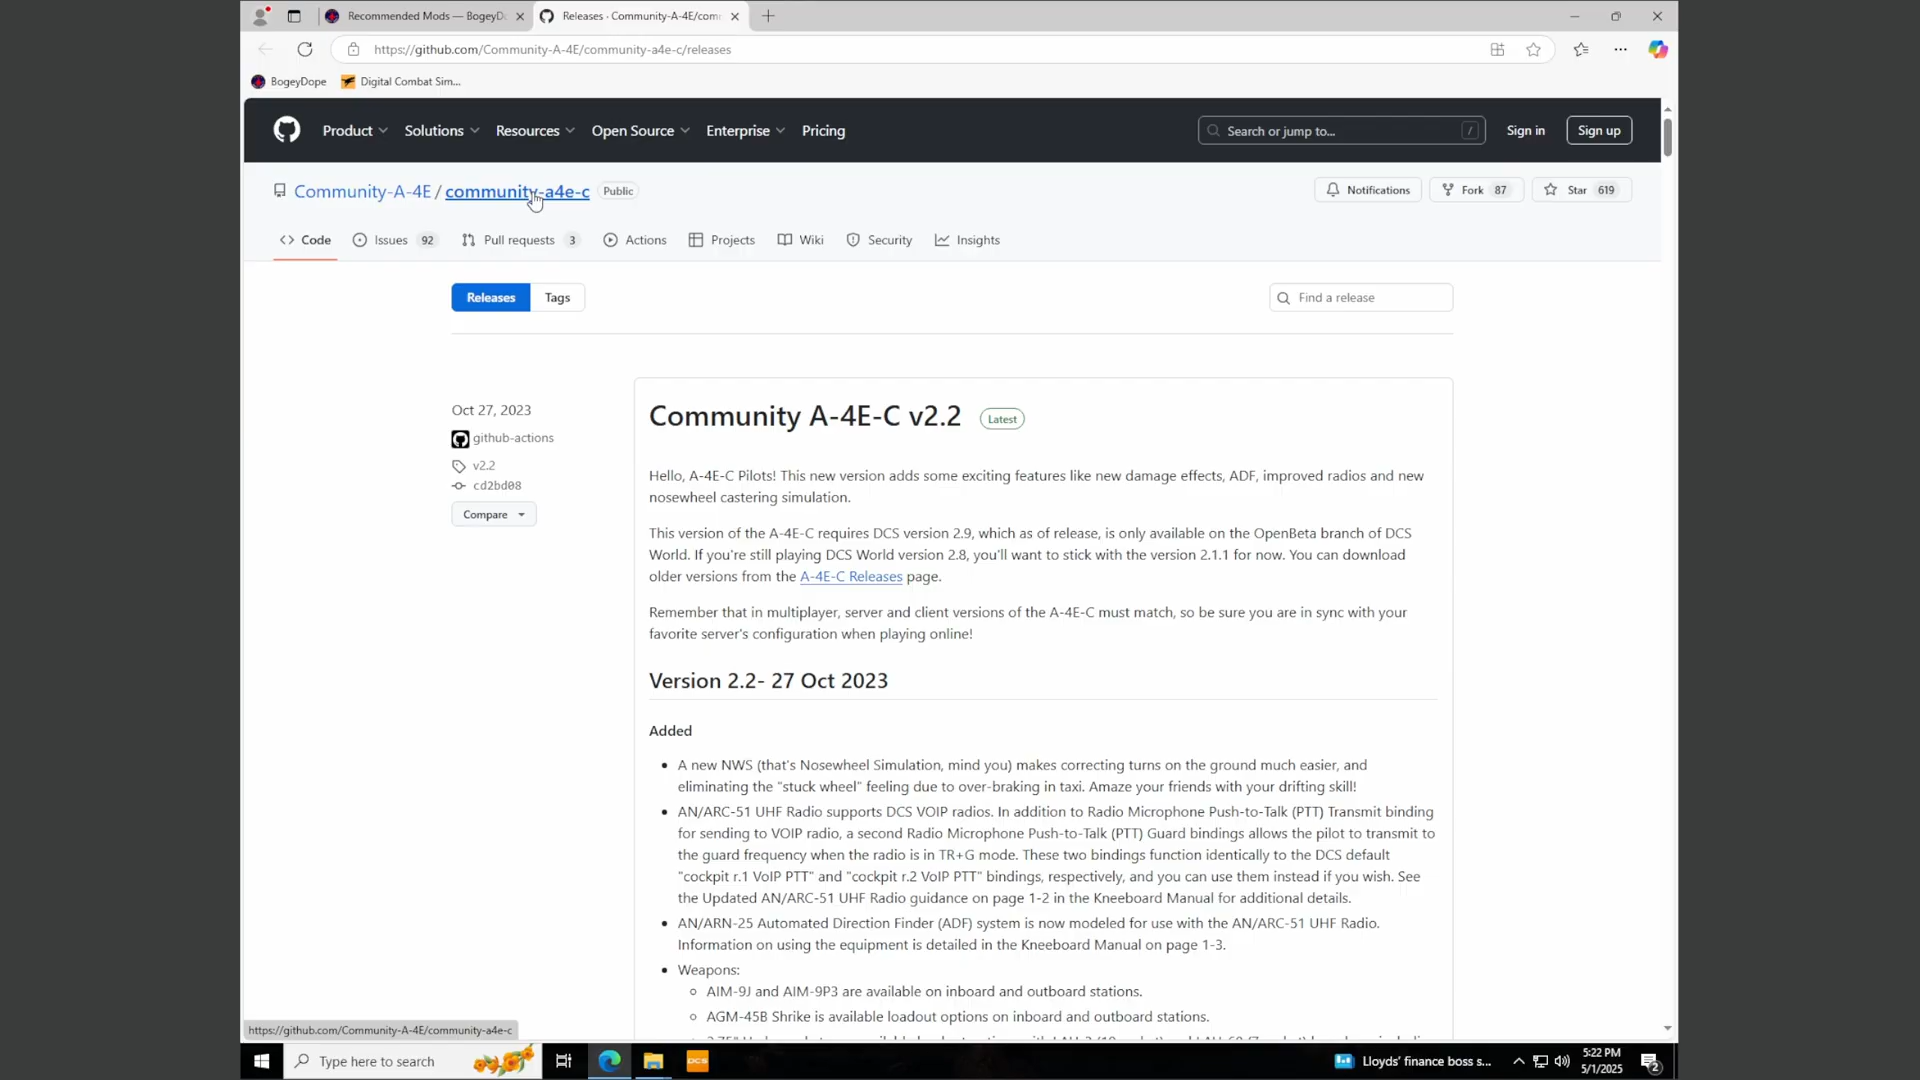 Recommended Mods — BogeyD
Releases · Community-A-4E/com
https://github.com/Community-A-4E/community-a4e-c/releases
BogeyDope
Digital Combat Sim...
Product
Solutions
Resources
Open Source
Enterprise
Pricing
Search or jump to...
/
Sign in
Sign up
Community-A-4E / community-a4e-c
Public
Notifications
Fork 87
Star 619
Code
Issues 92
Pull requests 3
Actions
Projects
Wiki
Security
Insights
Releases
Tags
Find a release
Oct 27, 2023
github-actions
v2.2
cd2bd08
Compare
Community A-4E-C v2.2
Latest
Hello, A-4E-C Pilots! This new version adds some exciting features like new damage effects, ADF, improved radios and new
nosewheel castering simulation.
This version of the A-4E-C requires DCS version 2.9, which as of release, is only available on the OpenBeta branch of DCS
World. If you're still playing DCS World version 2.8, you'll want to stick with the version 2.1.1 for now. You can download
older versions from the A-4E-C Releases page.
Remember that in multiplayer, server and client versions of the A-4E-C must match, so be sure you are in sync with your
favorite server's configuration when playing online!
Version 2.2- 27 Oct 2023
Added
A new NWS (that's Nosewheel Simulation, mind you) makes correcting turns on the ground much easier, and
eliminating the "stuck wheel" feeling due to over-braking in taxi. Amaze your friends with your drifting skill!
AN/ARC-51 UHF Radio supports DCS VOIP radios. In addition to Radio Microphone Push-to-Talk (PTT) Transmit binding
for sending to VOIP radio, a second Radio Microphone Push-to-Talk (PTT) Guard bindings allows the pilot to transmit to
the guard frequency when the radio is in TR+G mode. These two bindings function identically to the DCS default
"cockpit r.1 VoIP PTT" and "cockpit r.2 VoIP PTT" bindings, respectively, and you can use them instead if you wish. See
the Updated AN/ARC-51 UHF Radio guidance on page 1-2 in the Kneeboard Manual for additional details.
AN/ARN-25 Automated Direction Finder (ADF) system is now modeled for use with the AN/ARC-51 UHF Radio.
Information on using the equipment is detailed in the Kneeboard Manual on page 1-3.
Weapons:
AIM-9J and AIM-9P3 are available on inboard and outboard stations.
AGM-45B Shrike is available loadout options on inboard and outboard stations.
https://github.com/Community-A-4E/community-a4e-c
Type here to search
DCS
Lloyds' finance boss s...
5:22 PM
5/1/2025
2